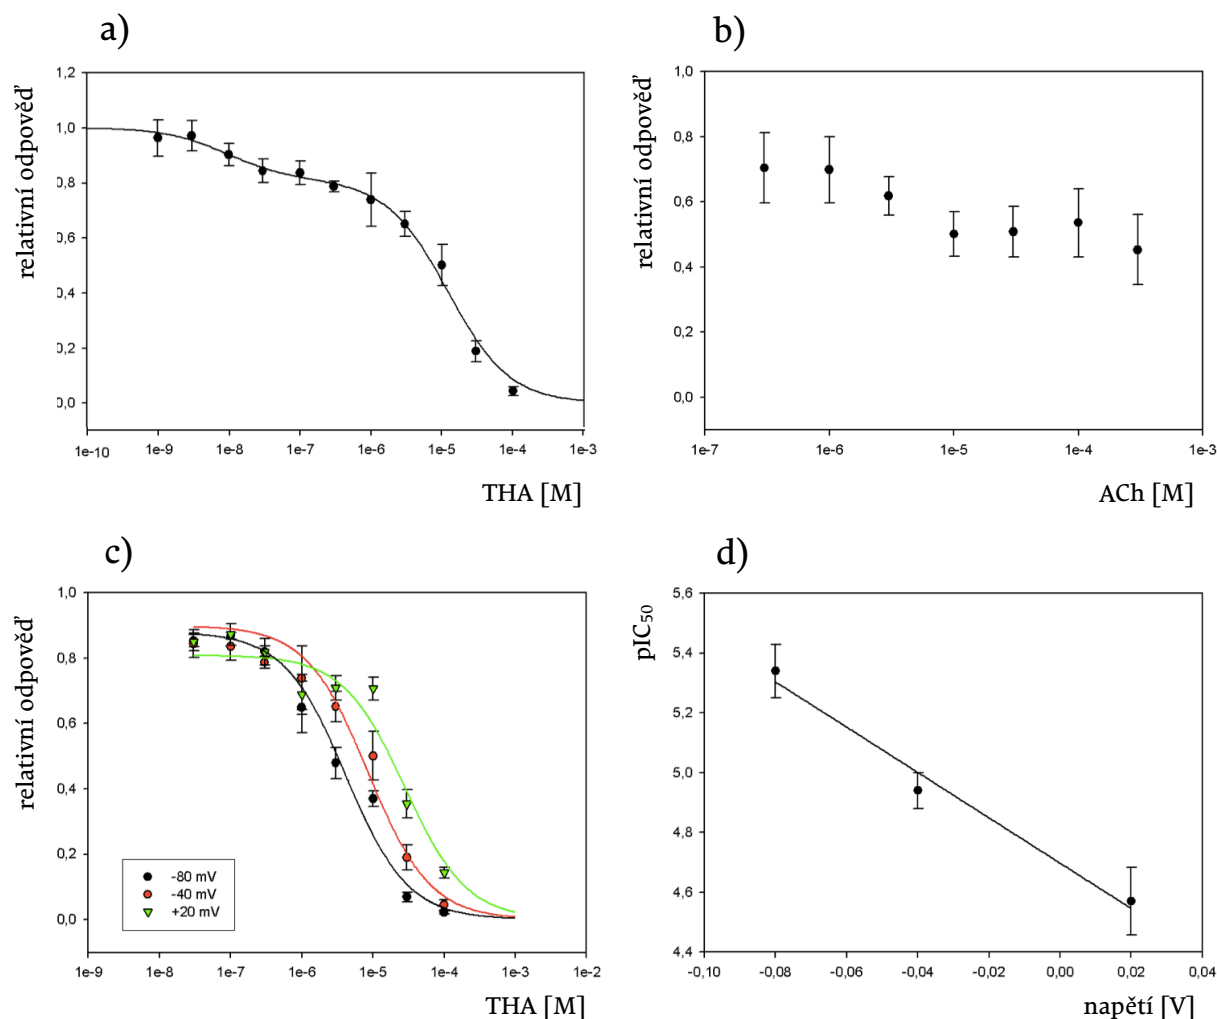 a)
relativní odpověď
1,2
1,0
0,8
0,6
0,4
0,2
0,0
1e-10 1e-9 1e-8 1e-7 1e-6 1e-5 1e-4 1e-3
THA [M]
b)
relativní odpověď
1,0
0,8
0,6
0,4
0,2
0,0
1e-7 1e-6 1e-5 1e-4 1e-3
ACh [M]
c)
relativní odpověď
1,0
0,8
0,6
0,4
0,2
0,0
-80 mV
-40 mV
+20 mV
1e-9 1e-8 1e-7 1e-6 1e-5 1e-4 1e-3 1e-2
THA [M]
d)
pIC50
5,6
5,4
5,2
5,0
4,8
4,6
4,4
-0,10 -0,08 -0,06 -0,04 -0,02 0,00 0,02 0,04
napětí [V]